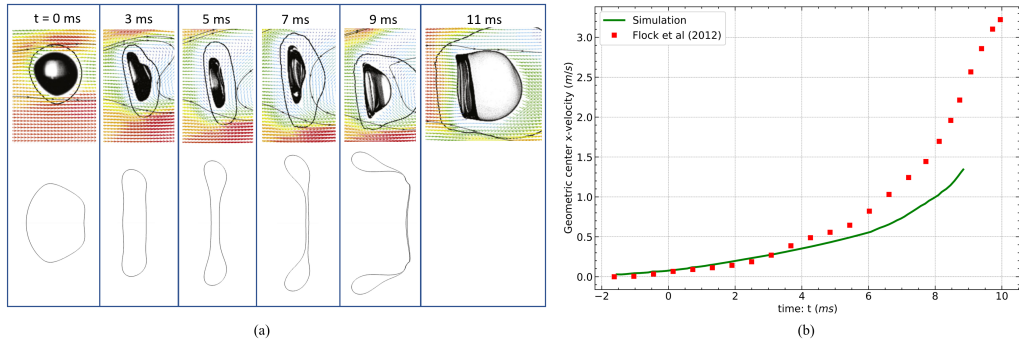 t = 0 ms 3 ms 5 ms 7 ms 9 ms 11 ms
Simulation
Flock et al (2012)
Geometric center x-velocity (m/s)
3.0
2.5
2.0
1.5
1.0
0.5
0.0
−2 0 2 4 6 8 10
time: t (ms)
(a) (b)